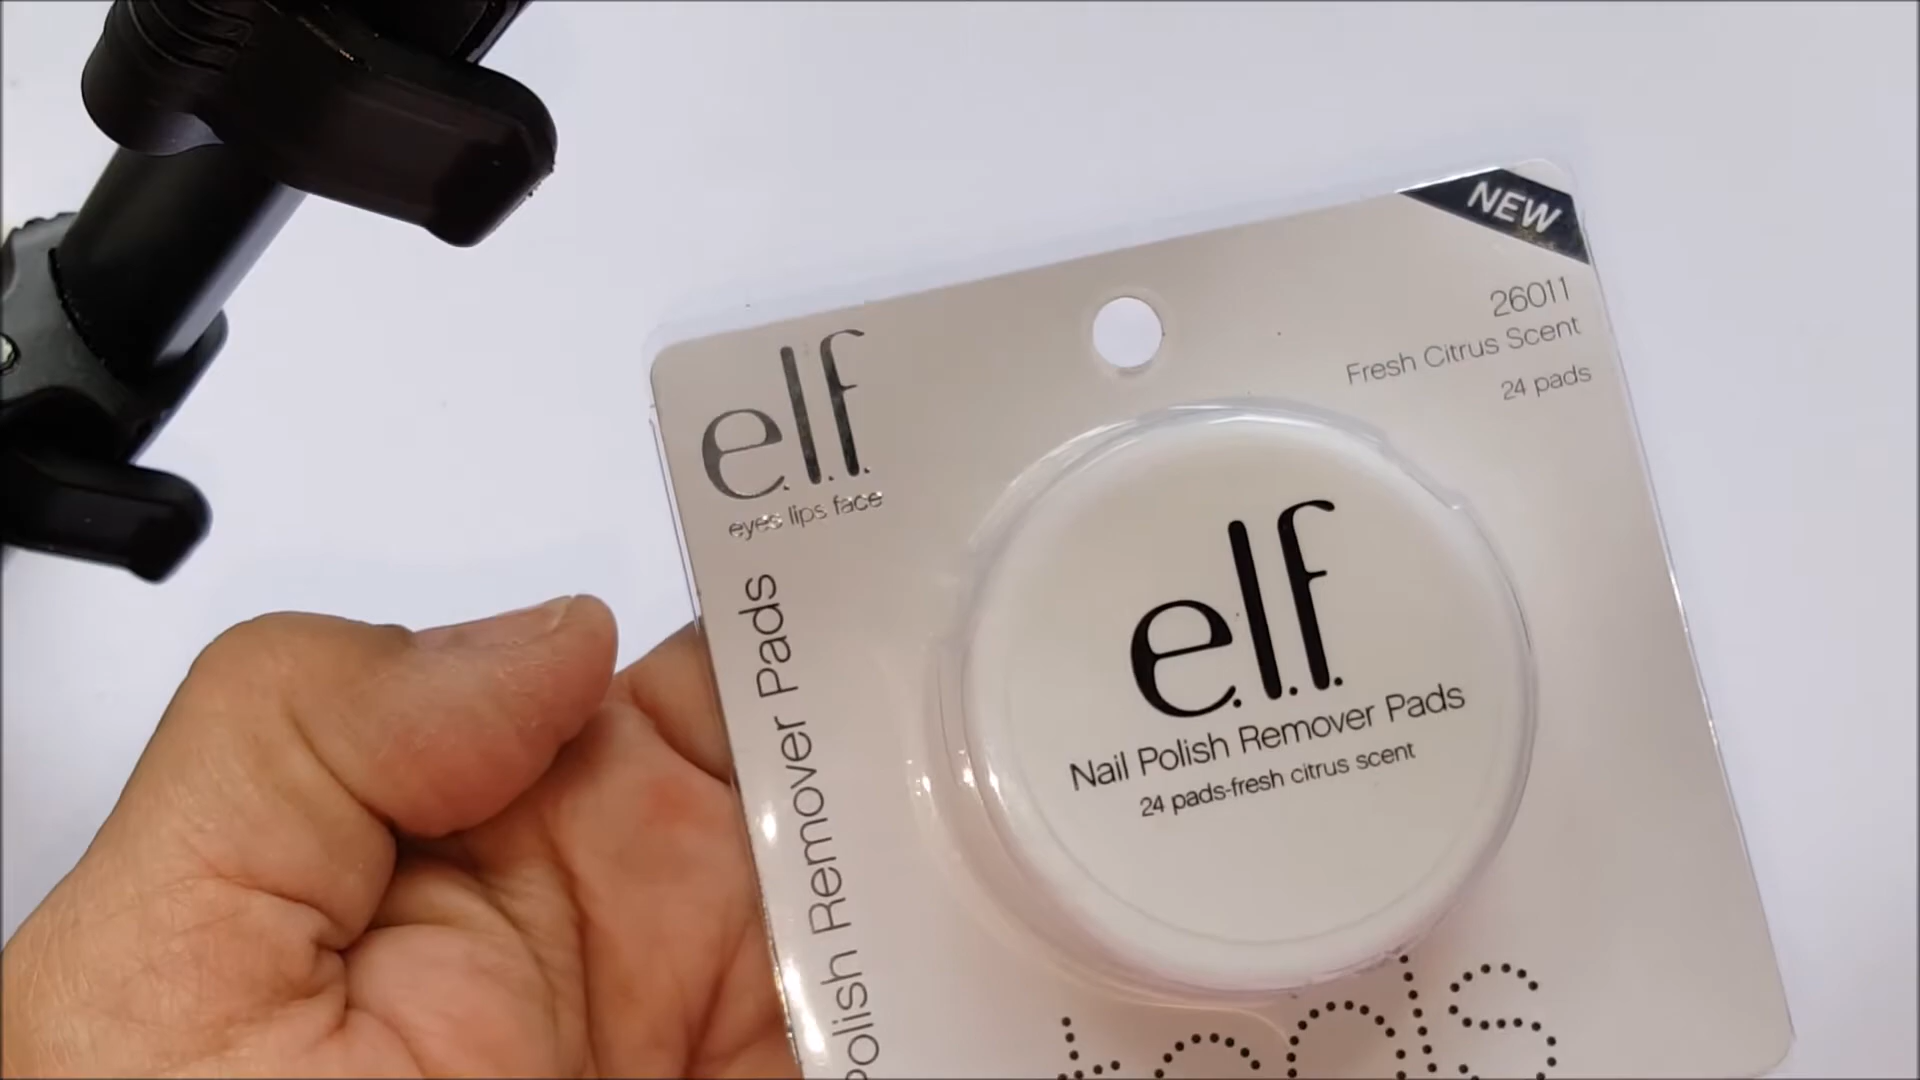 NEW
26011
Fresh Citrus Scent
24 pads
e.l.f.
eyes lips face
Polish Remover Pads
e.l.f.
Nail Polish Remover Pads
24 pads-fresh citrus scent
tools